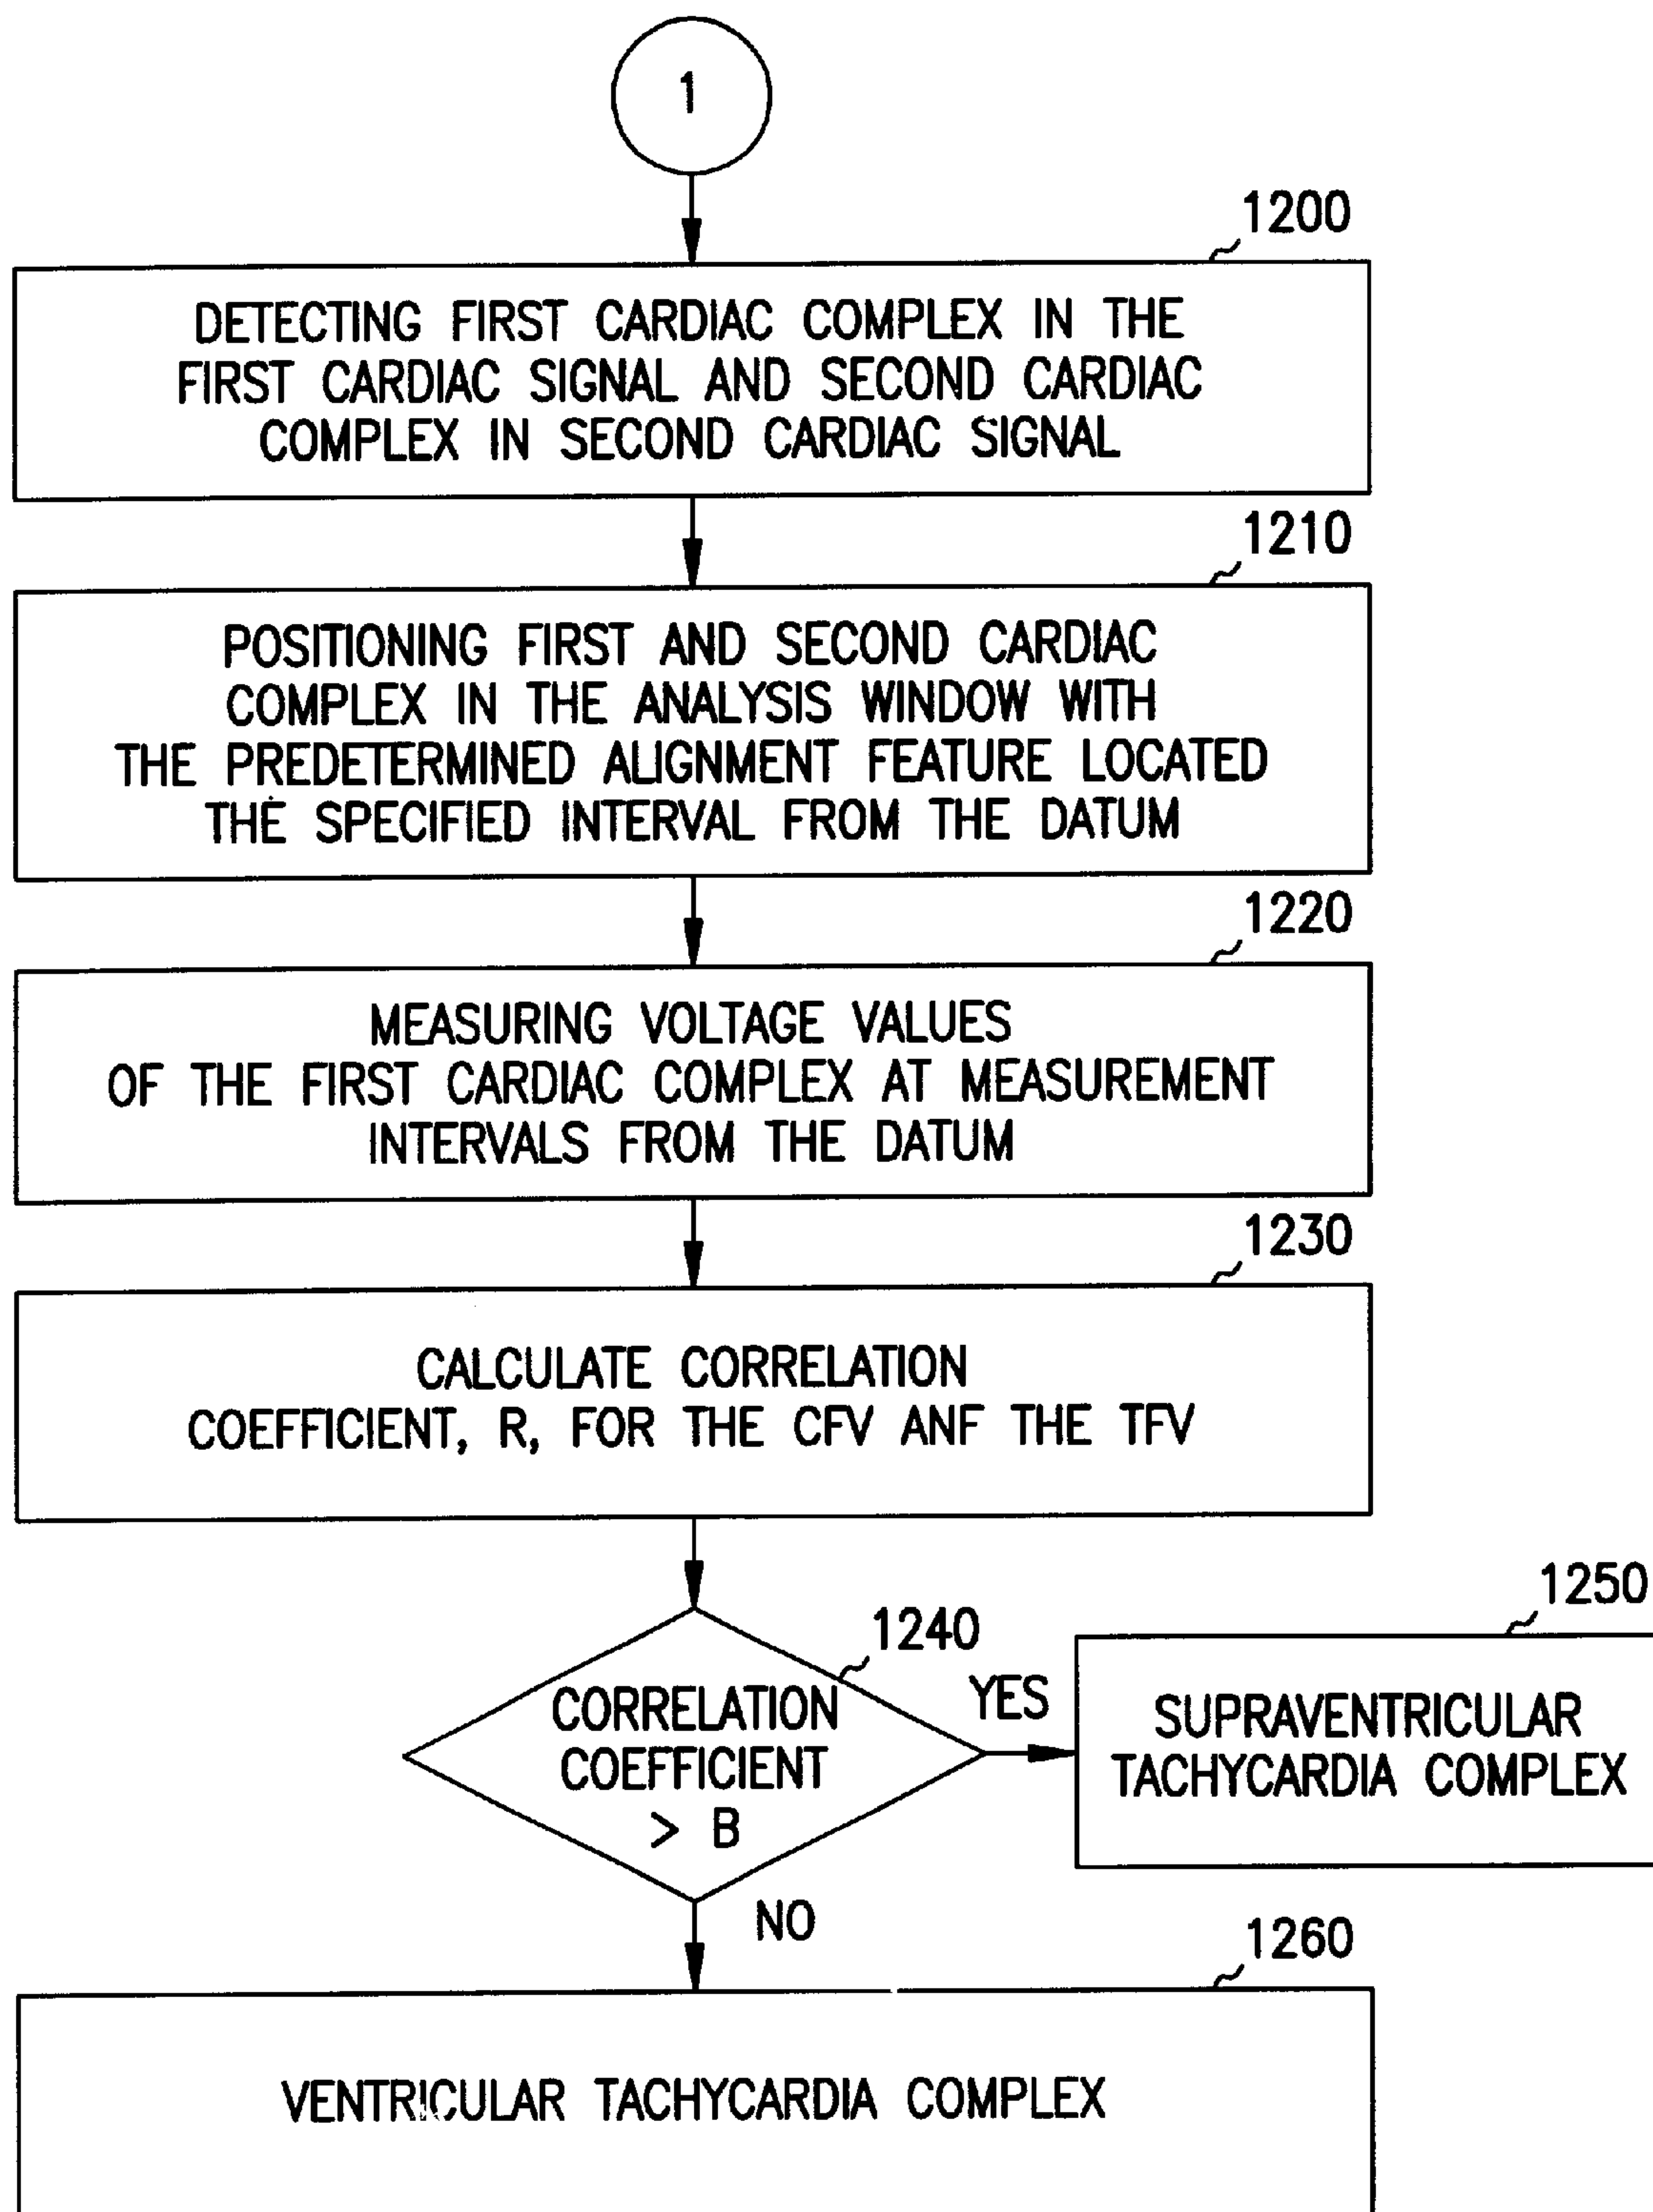 1
1200
DETECTING FIRST CARDIAC COMPLEX IN THE
FIRST CARDIAC SIGNAL AND SECOND CARDIAC
COMPLEX IN SECOND CARDIAC SIGNAL
1210
POSITIONING FIRST AND SECOND CARDIAC
COMPLEX IN THE ANALYSIS WINDOW WITH
THE PREDETERMINED ALIGNMENT FEATURE LOCATED
THE SPECIFIED INTERVAL FROM THE DATUM
1220
MEASURING VOLTAGE VALUES
OF THE FIRST CARDIAC COMPLEX AT MEASUREMENT
INTERVALS FROM THE DATUM
1230
CALCULATE CORRELATION
COEFFICIENT, R, FOR THE CFV ANF THE TFV
1240
CORRELATION
COEFFICIENT
> B
YES
1250
SUPRAVENTRICULAR
TACHYCARDIA COMPLEX
NO
1260
VENTRICULAR TACHYCARDIA COMPLEX